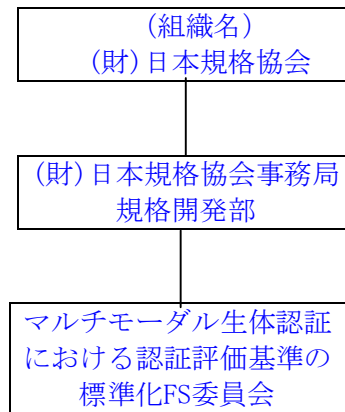 (組織名)
(財)日本規格協会
(財)日本規格協会事務局
規格開発部
マルチモーダル生体認証
における認証評価基準の
標準化FS委員会